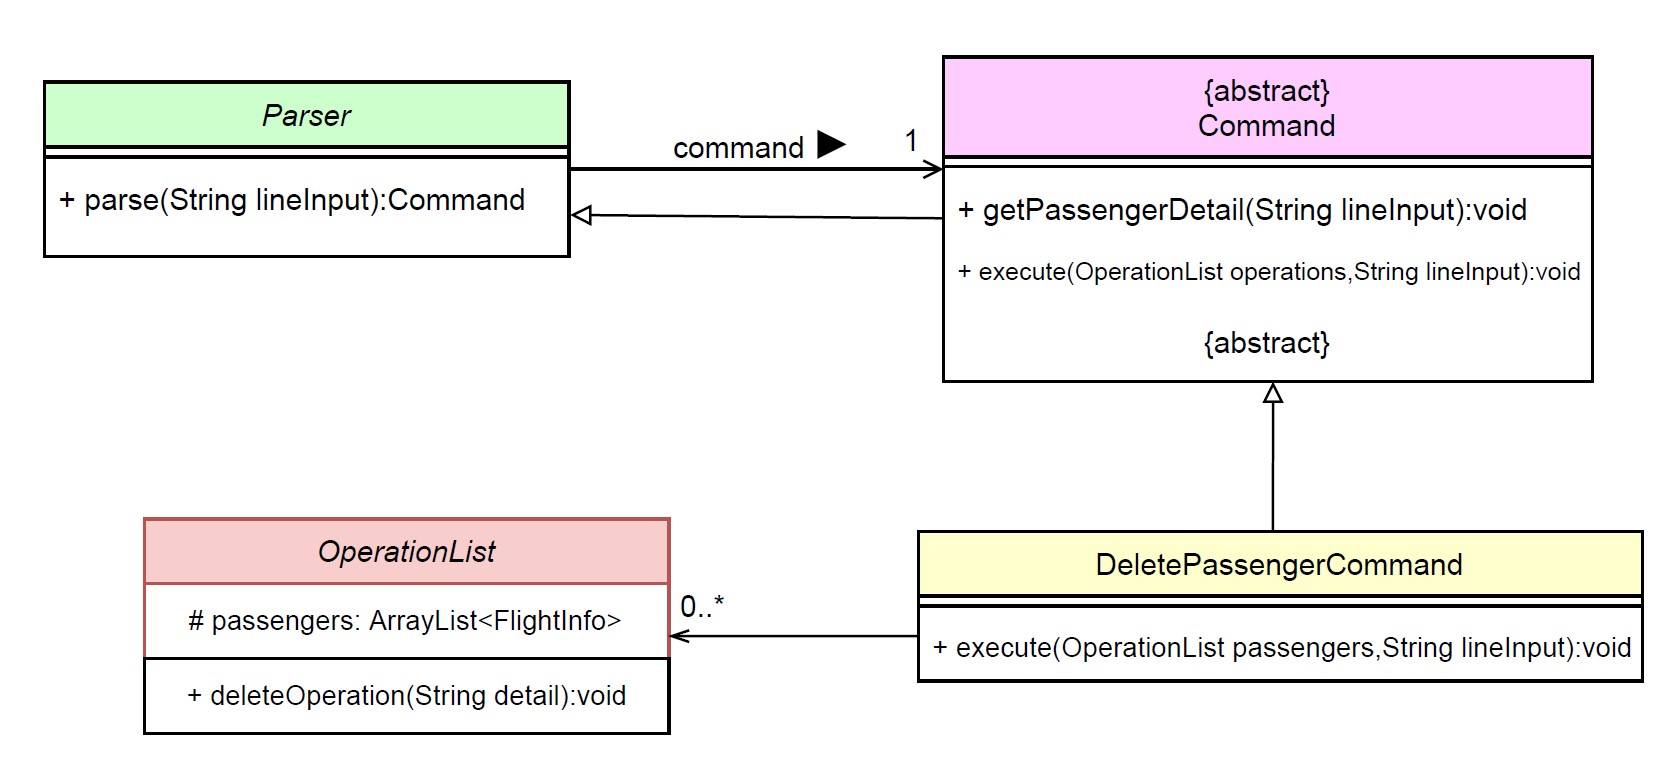 Parser
+ parse(String lineInput):Command
command ▶
1
{abstract}
Command
+ getPassengerDetail(String lineInput):void
+ execute(OperationList operations,String lineInput):void
{abstract}
OperationList
# passengers: ArrayList<FlightInfo>
+ deleteOperation(String detail):void
0..*
DeletePassengerCommand
+ execute(OperationList passengers,String lineInput):void